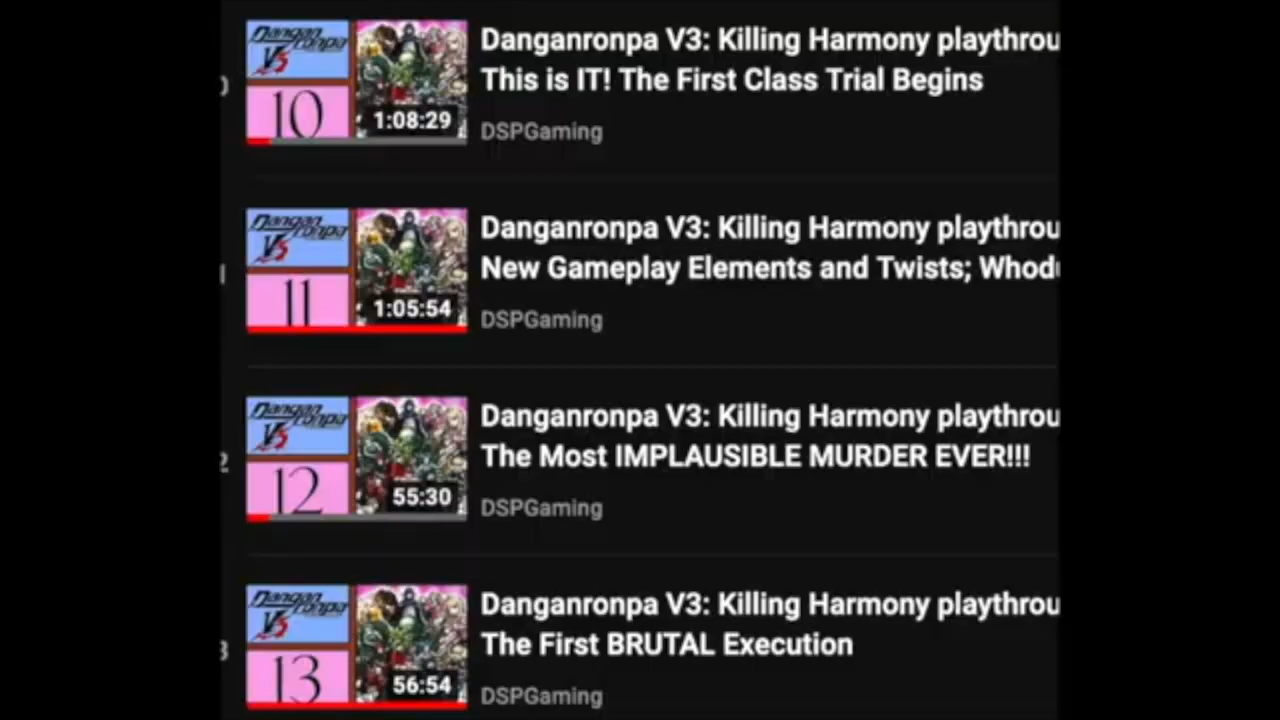 Danganronpa V3
10
1:08:29
Danganronpa V3: Killing Harmony playthrou
This is IT! The First Class Trial Begins
DSPGaming
Danganronpa V3
11
1:05:54
Danganronpa V3: Killing Harmony playthrou
New Gameplay Elements and Twists; Whod
DSPGaming
Danganronpa V3
12
55:30
Danganronpa V3: Killing Harmony playthrou
The Most IMPLAUSIBLE MURDER EVER!!!
DSPGaming
Danganronpa V3
13
56:54
Danganronpa V3: Killing Harmony playthrou
The First BRUTAL Execution
DSPGaming